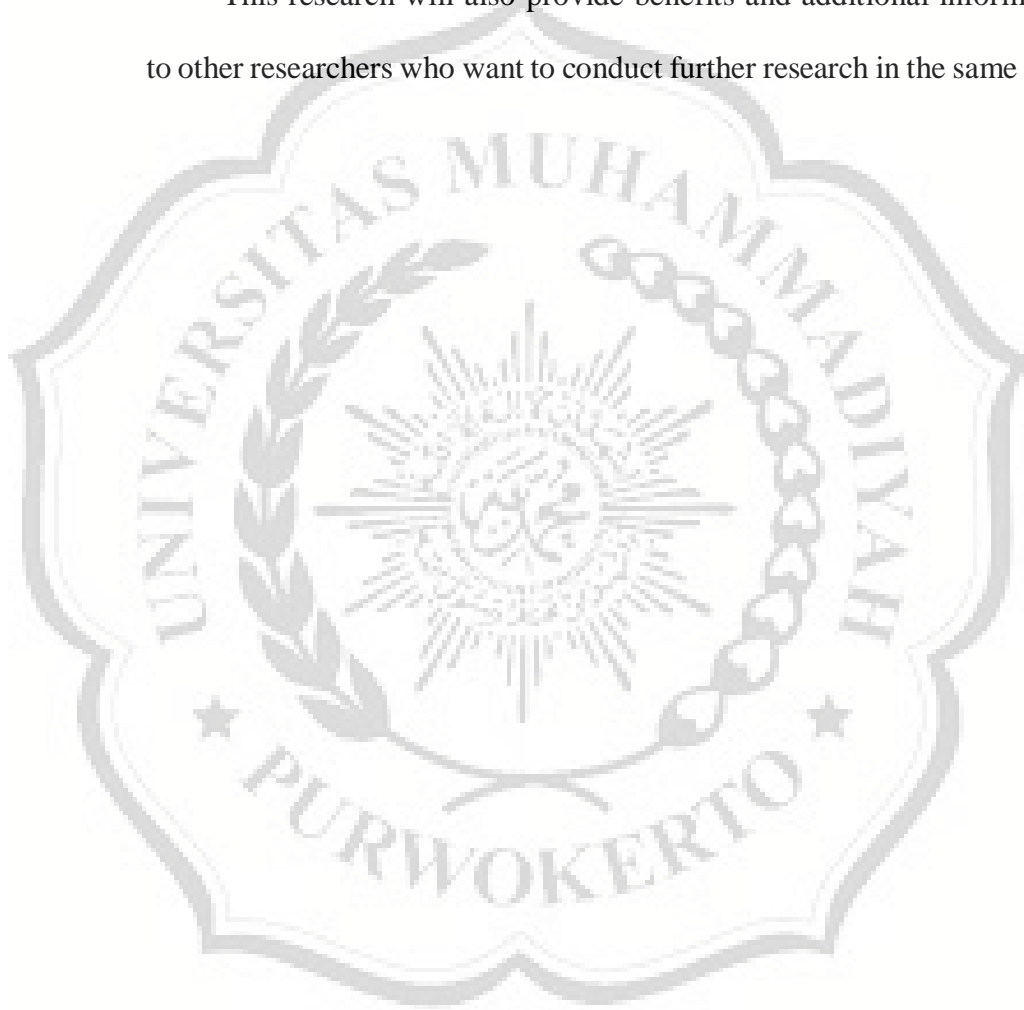 This research will also provide benefits and additional inform
to other researchers who want to conduct further research in the same
UNIVERSITAS MUHAMMADIYAH
PURWOKERTO